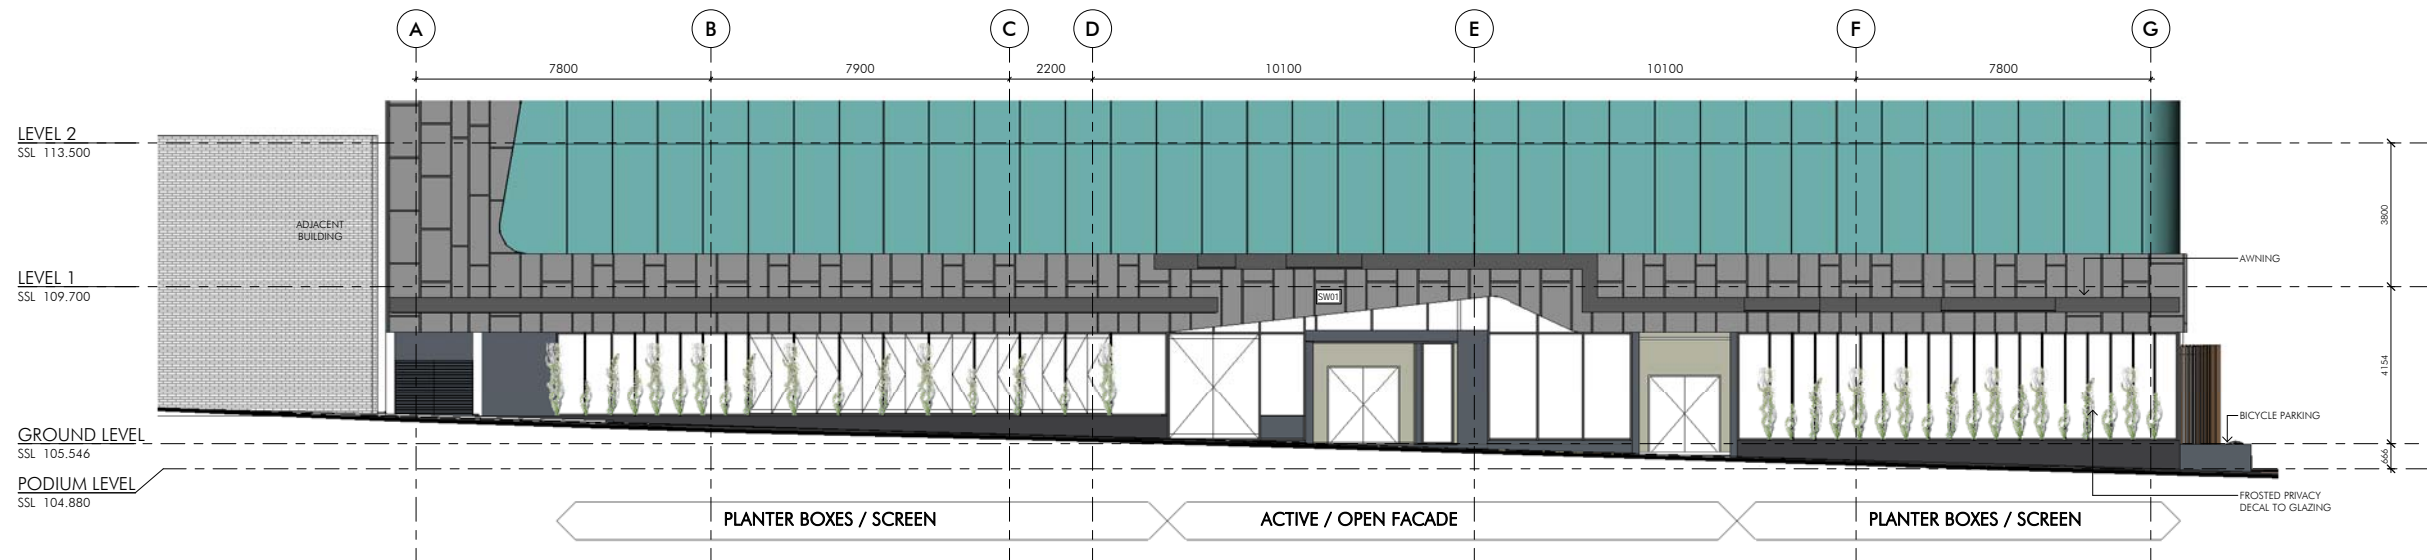 A B C D E F G
7800 7900 2200 10100 10100 7800
LEVEL 2
SSL 113.500
3800
ADJACENT
BUILDING
AWNING
LEVEL 1
SSL 109.700
SW01
4154
BICYCLE PARKING
GROUND LEVEL
SSL 105.546
666
PODIUM LEVEL
SSL 104.880
FROSTED PRIVACY
DECAL TO GLAZING
PLANTER BOXES / SCREEN ACTIVE / OPEN FACADE PLANTER BOXES / SCREEN